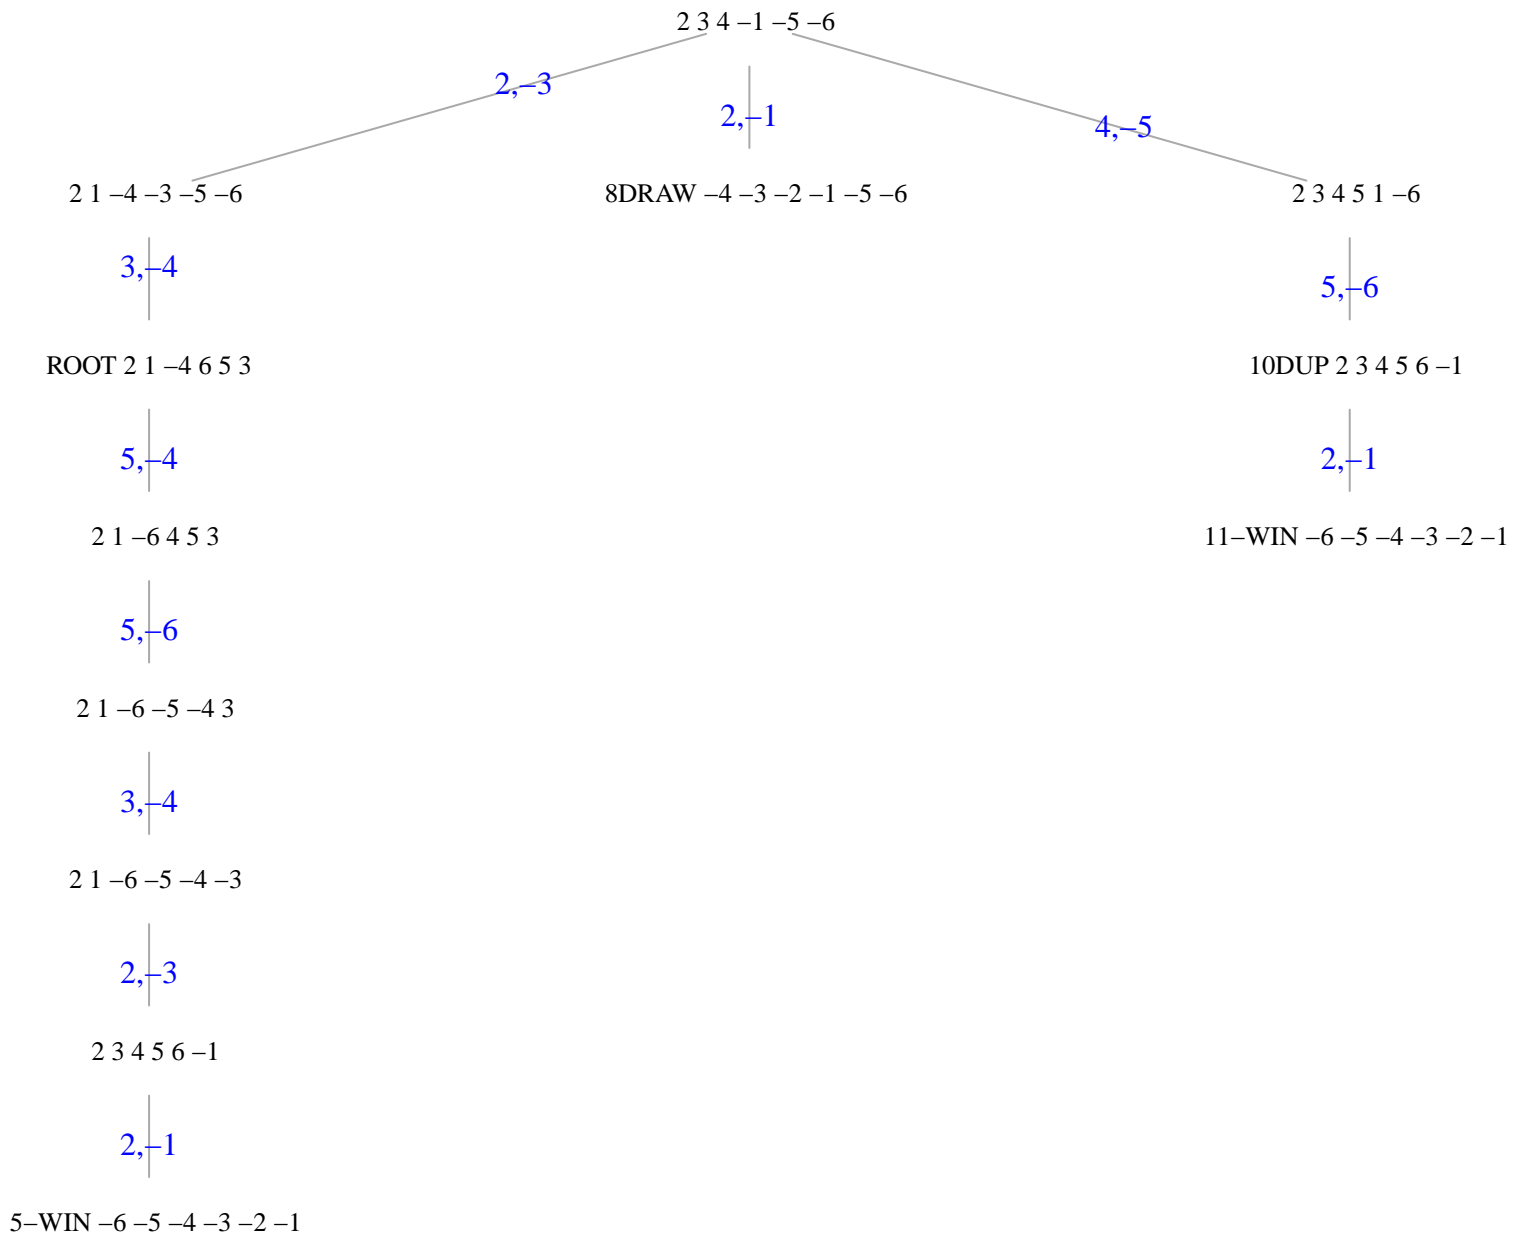 2 3 4 –1 –5 –6
2,–3
2,–1
4,–5
2 1 –4 –3 –5 –6
8DRAW –4 –3 –2 –1 –5 –6
2 3 4 5 1 –6
3,–4
5,–6
ROOT 2 1 –4 6 5 3
10DUP 2 3 4 5 6 –1
5,–4
2,–1
2 1 –6 4 5 3
11–WIN –6 –5 –4 –3 –2 –1
5,–6
2 1 –6 –5 –4 3
3,–4
2 1 –6 –5 –4 –3
2,–3
2 3 4 5 6 –1
2,–1
5–WIN –6 –5 –4 –3 –2 –1